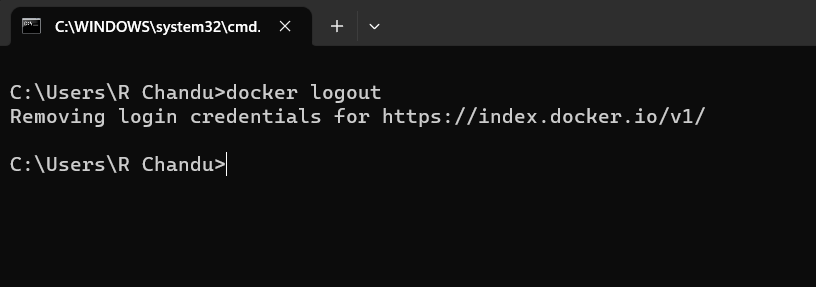 C:\WINDOWS\system32\cmd.
C:\Users\R Chandu>docker logout
Removing login credentials for https://index.docker.io/v1/
C:\Users\R Chandu>